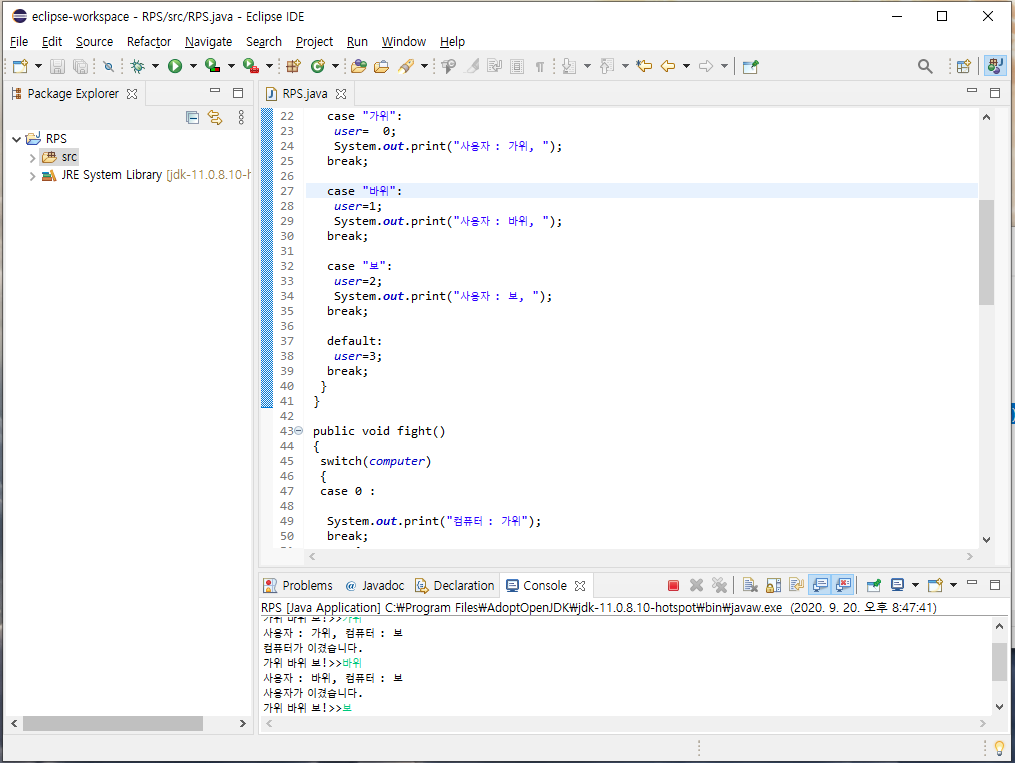 eclipse-workspace - RPS/src/RPS.java - Eclipse IDE
File Edit Source Refactor Navigate Search Project Run Window Help
Package Explorer
RPS
src
JRE System Library [jdk-11.0.8.10-h
RPS.java
22 case "가위":
23 user= 0;
24 System.out.print("사용자 : 가위, ");
25 break;
26
27 case "바위":
28 user=1;
29 System.out.print("사용자 : 바위, ");
30 break;
31
32 case "보":
33 user=2;
34 System.out.print("사용자 : 보, ");
35 break;
36
37 default:
38 user=3;
39 break;
40 }
41 }
42
43 public void fight()
44 {
45 switch(computer)
46 {
47 case 0 :
48
49 System.out.print("컴퓨터 : 가위");
50 break;
Problems @ Javadoc Declaration Console
RPS [Java Application] C:₩Program Files₩AdoptOpenJDK₩jdk-11.0.8.10-hotspot₩bin₩javaw.exe (2020. 9. 20. 오후 8:47:41)
가위 바위 보!>>가위
사용자 : 가위, 컴퓨터 : 보
컴퓨터가 이겼습니다.
가위 바위 보!>>바위
사용자 : 바위, 컴퓨터 : 보
사용자가 이겼습니다.
가위 바위 보!>>보